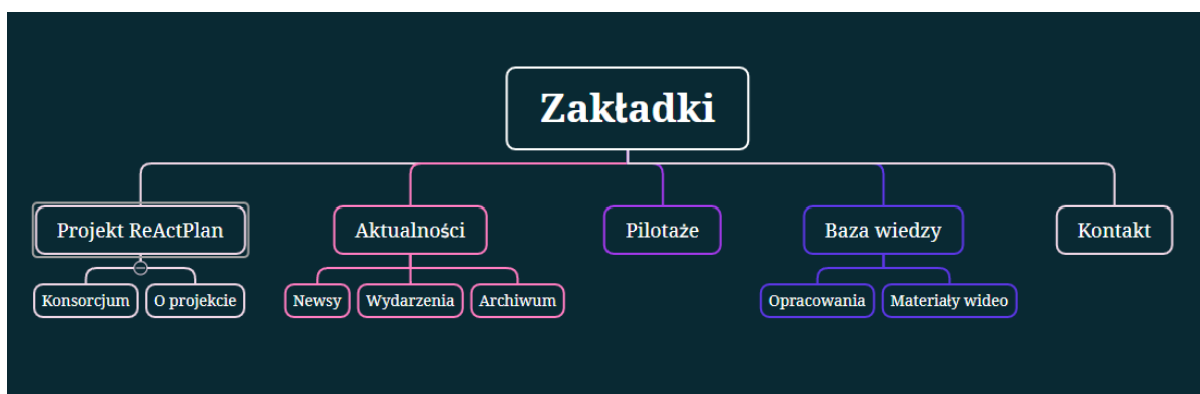 Zakładki
Projekt ReActPlan
Aktualności
Pilotaże
Baza wiedzy
Kontakt
Konsorcjum
O projekcie
Newsy
Wydarzenia
Archiwum
Opracowania
Materiały wideo